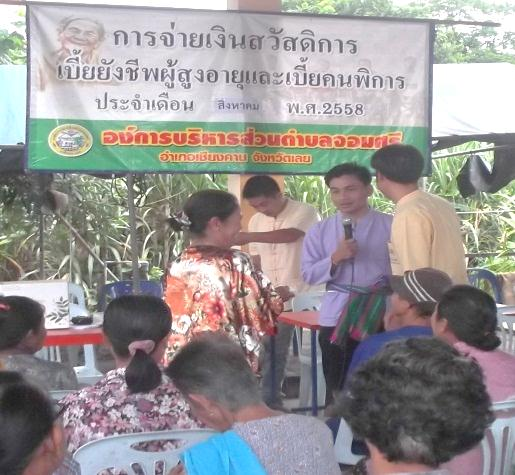 การจ่ายเงินสวัสดิการ
เบี้ยยังชีพผู้สูงอายุและเบี้ยคนพิการ
ประจำเดือน สิงหาคม พ.ศ.2558
องค์การบริหารส่วนตำบลจอมศรี
อำเภอเชียงคาน จังหวัดเลย